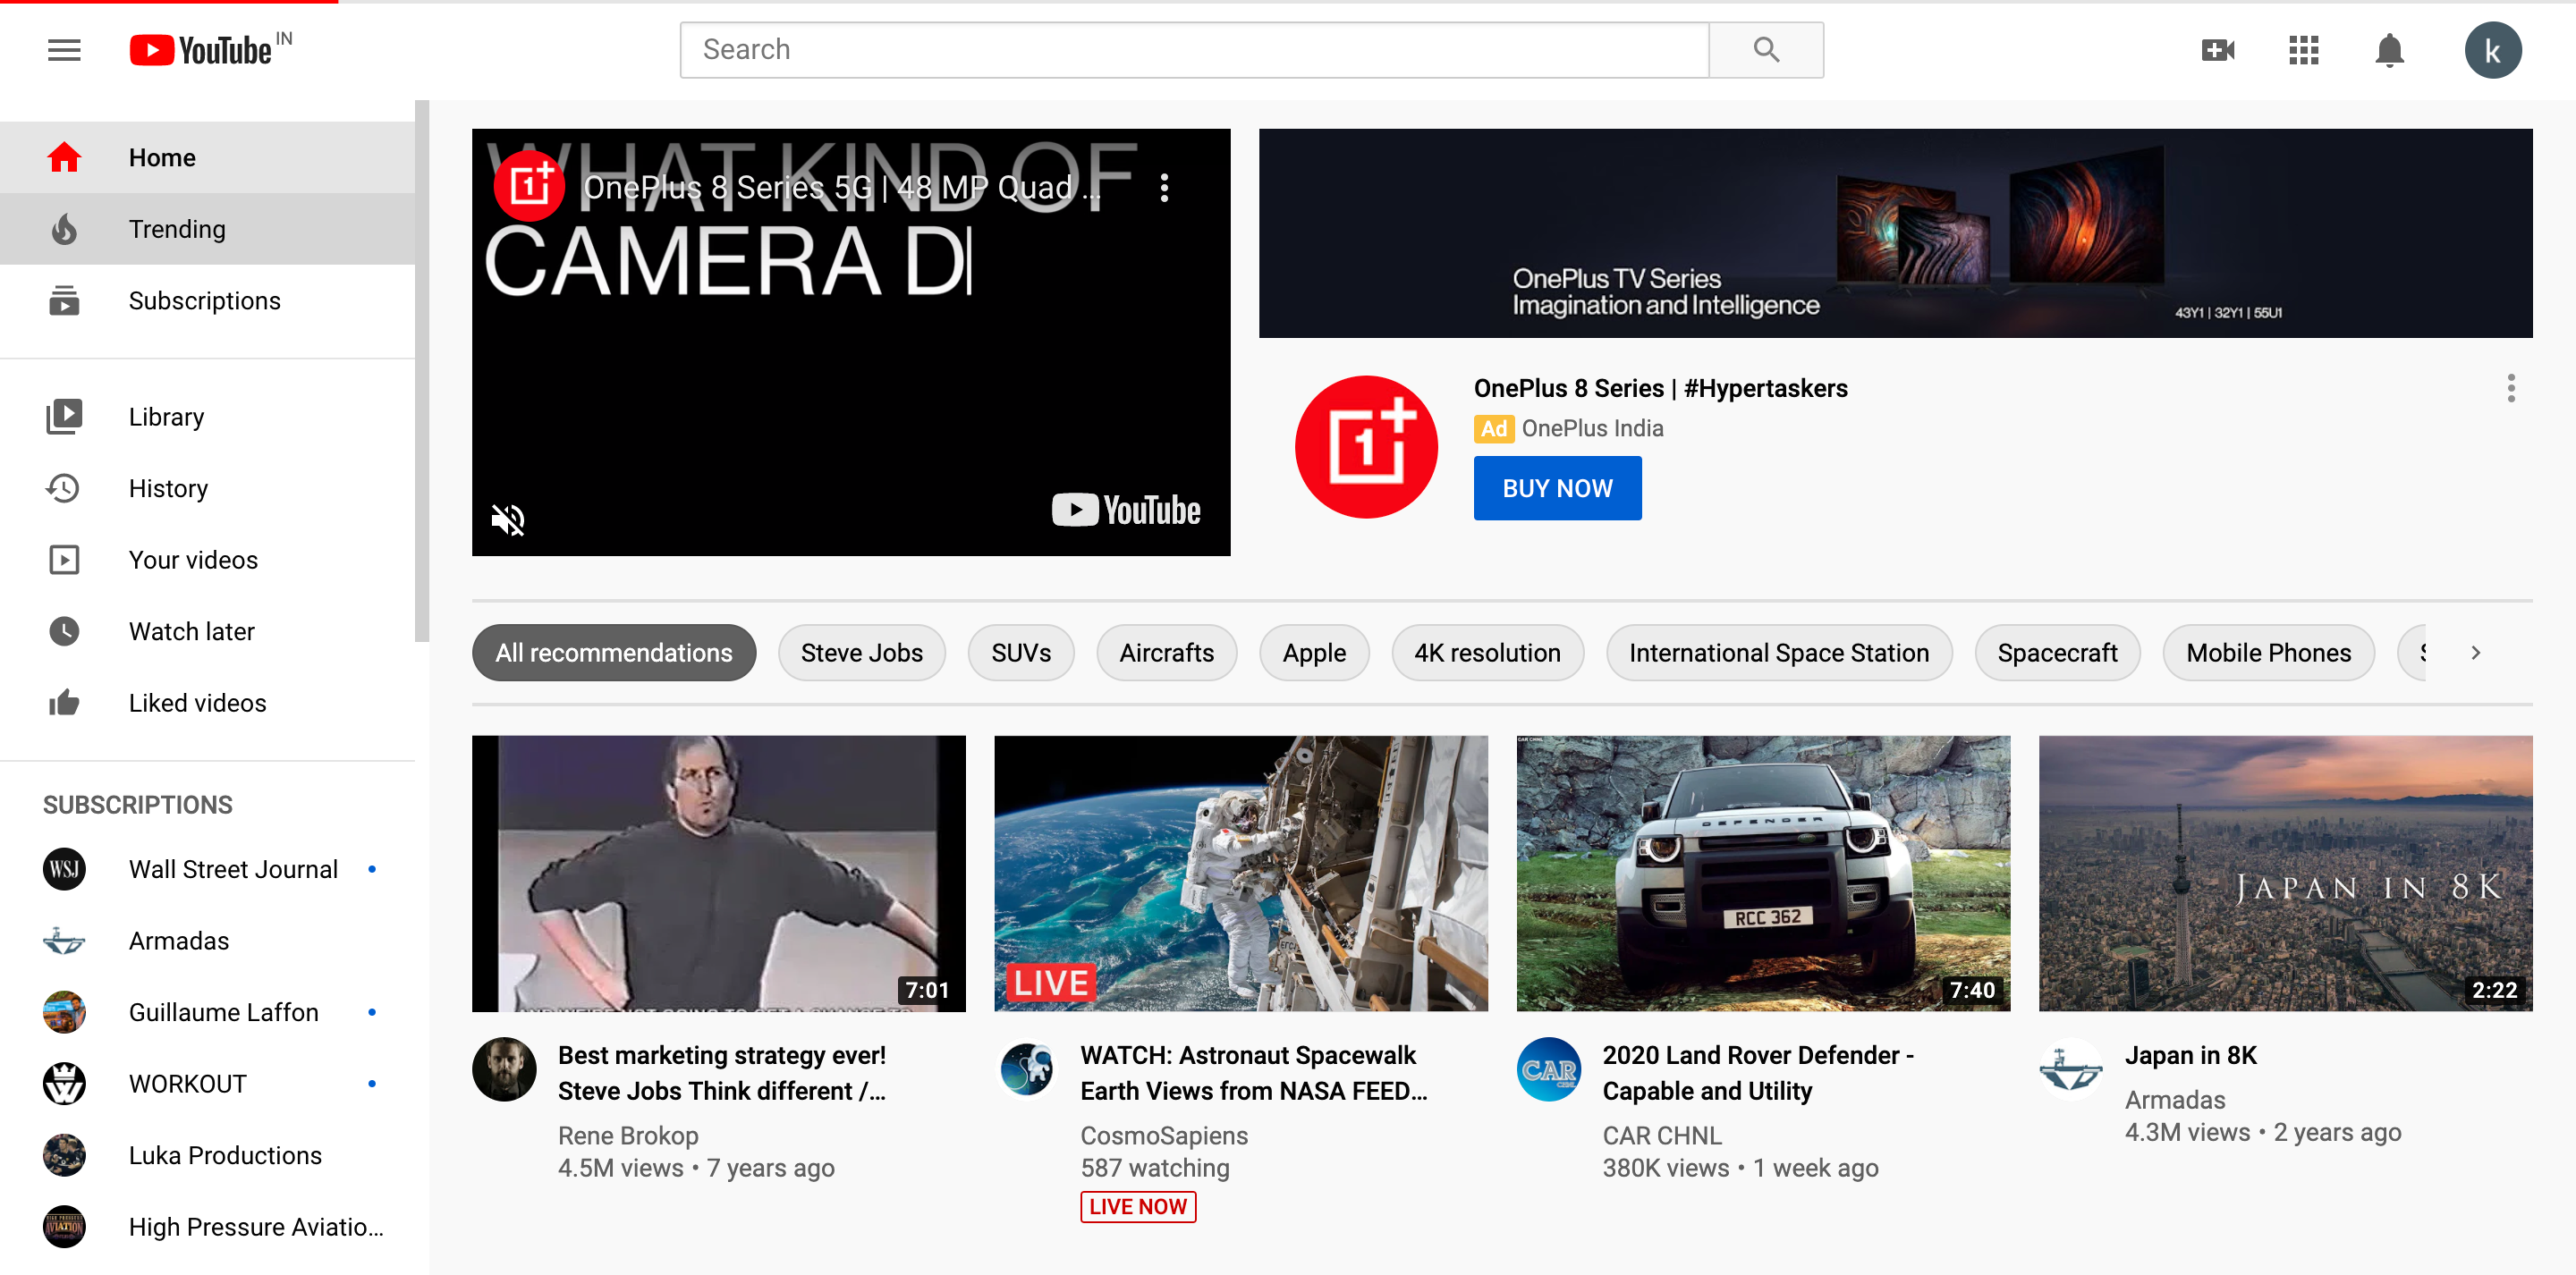 YouTube IN
Search
k
Home
Trending
Subscriptions
Library
History
Your videos
Watch later
Liked videos
SUBSCRIPTIONS
WSJ
Wall Street Journal
Armadas
Guillaume Laffon
WORKOUT
Luka Productions
AVIATION
High Pressure Aviatio...
WHAT KIND OF
OnePlus 8 Series 5G | 48 MP Quad ...
CAMERA D
YouTube
OnePlus TV Series
Imagination and Intelligence
43Y1 | 32Y1 | 55U1
OnePlus 8 Series | #Hypertaskers
Ad OnePlus India
BUY NOW
All recommendations
Steve Jobs
SUVs
Aircrafts
Apple
4K resolution
International Space Station
Spacecraft
Mobile Phones
7:01
Best marketing strategy ever!
Steve Jobs Think different /...
Rene Brokop
4.5M views • 7 years ago
LIVE
WATCH: Astronaut Spacewalk
Earth Views from NASA FEED...
CosmoSapiens
587 watching
LIVE NOW
CAR CHNL
DEFENDER
RCC 362
7:40
CAR
CHNL
2020 Land Rover Defender -
Capable and Utility
CAR CHNL
380K views • 1 week ago
JAPAN IN 8K
2:22
Japan in 8K
Armadas
4.3M views • 2 years ago